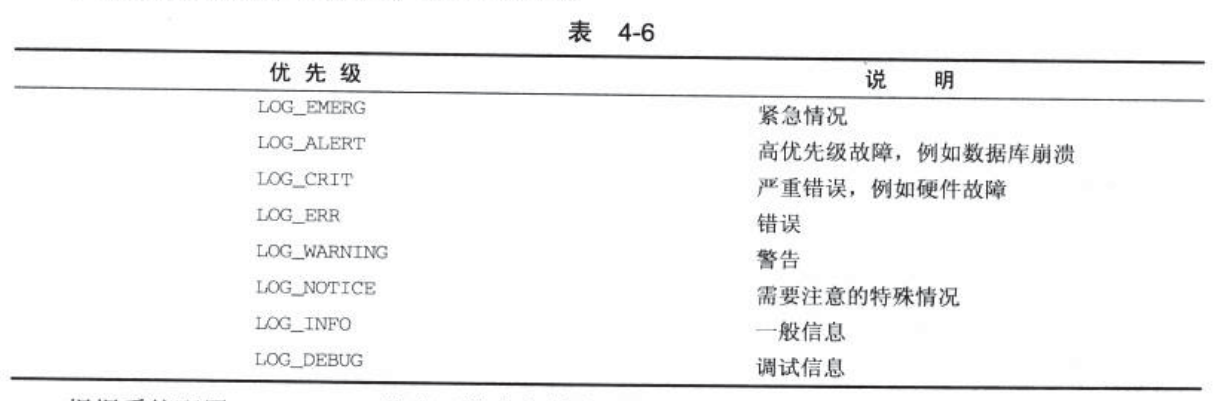 表 4-6
优先级 说 明
LOG_EMERG 紧急情况
LOG_ALERT 高优先级故障，例如数据库崩溃
LOG_CRIT 严重错误，例如硬件故障
LOG_ERR 错误
LOG_WARNING 警告
LOG_NOTICE 需要注意的特殊情况
LOG_INFO 一般信息
LOG_DEBUG 调试信息